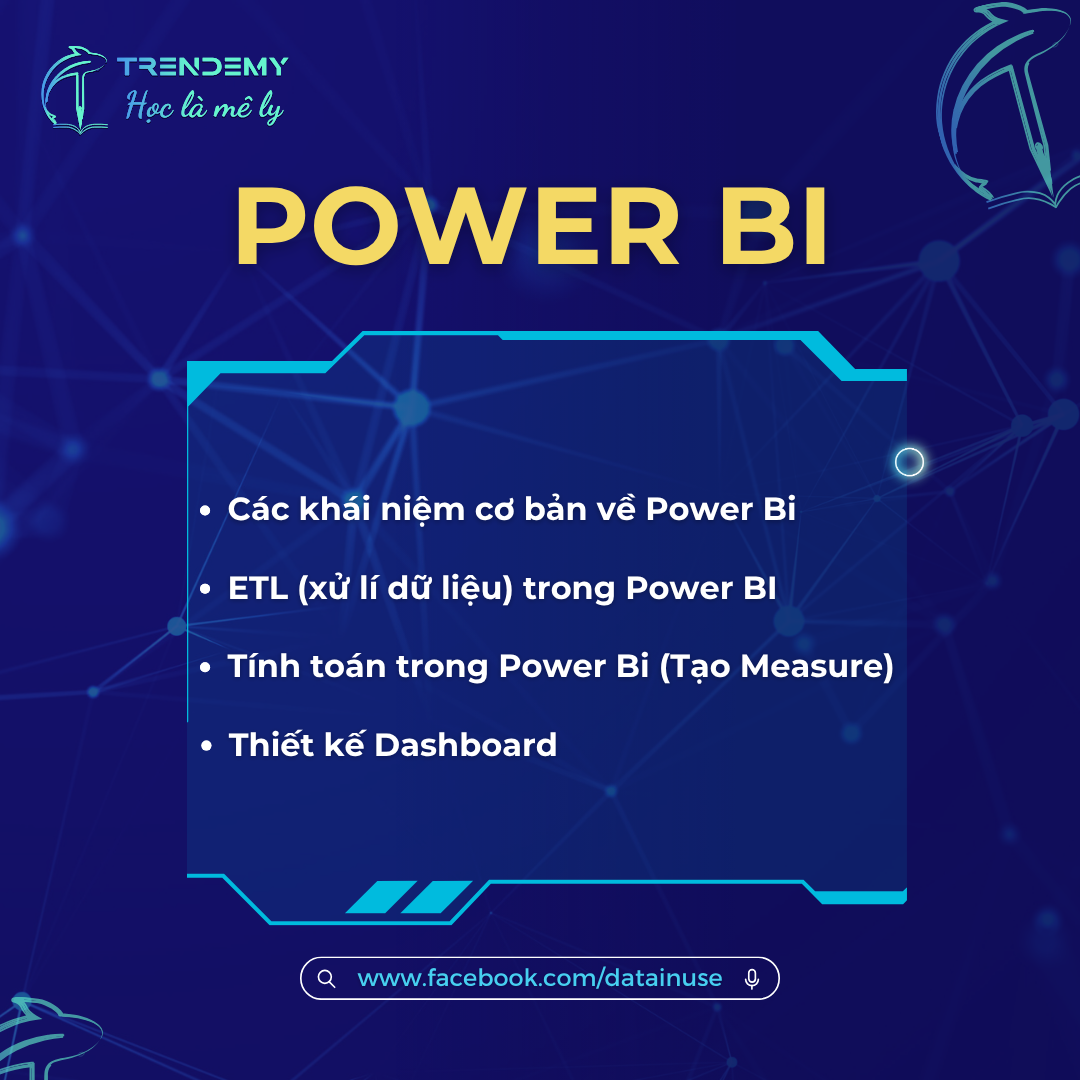 TRENDEMY
Học là mê ly
POWER BI
• Các khái niệm cơ bản về Power Bi
• ETL (xử lí dữ liệu) trong Power BI
• Tính toán trong Power Bi (Tạo Measure)
• Thiết kế Dashboard
www.facebook.com/datainuse